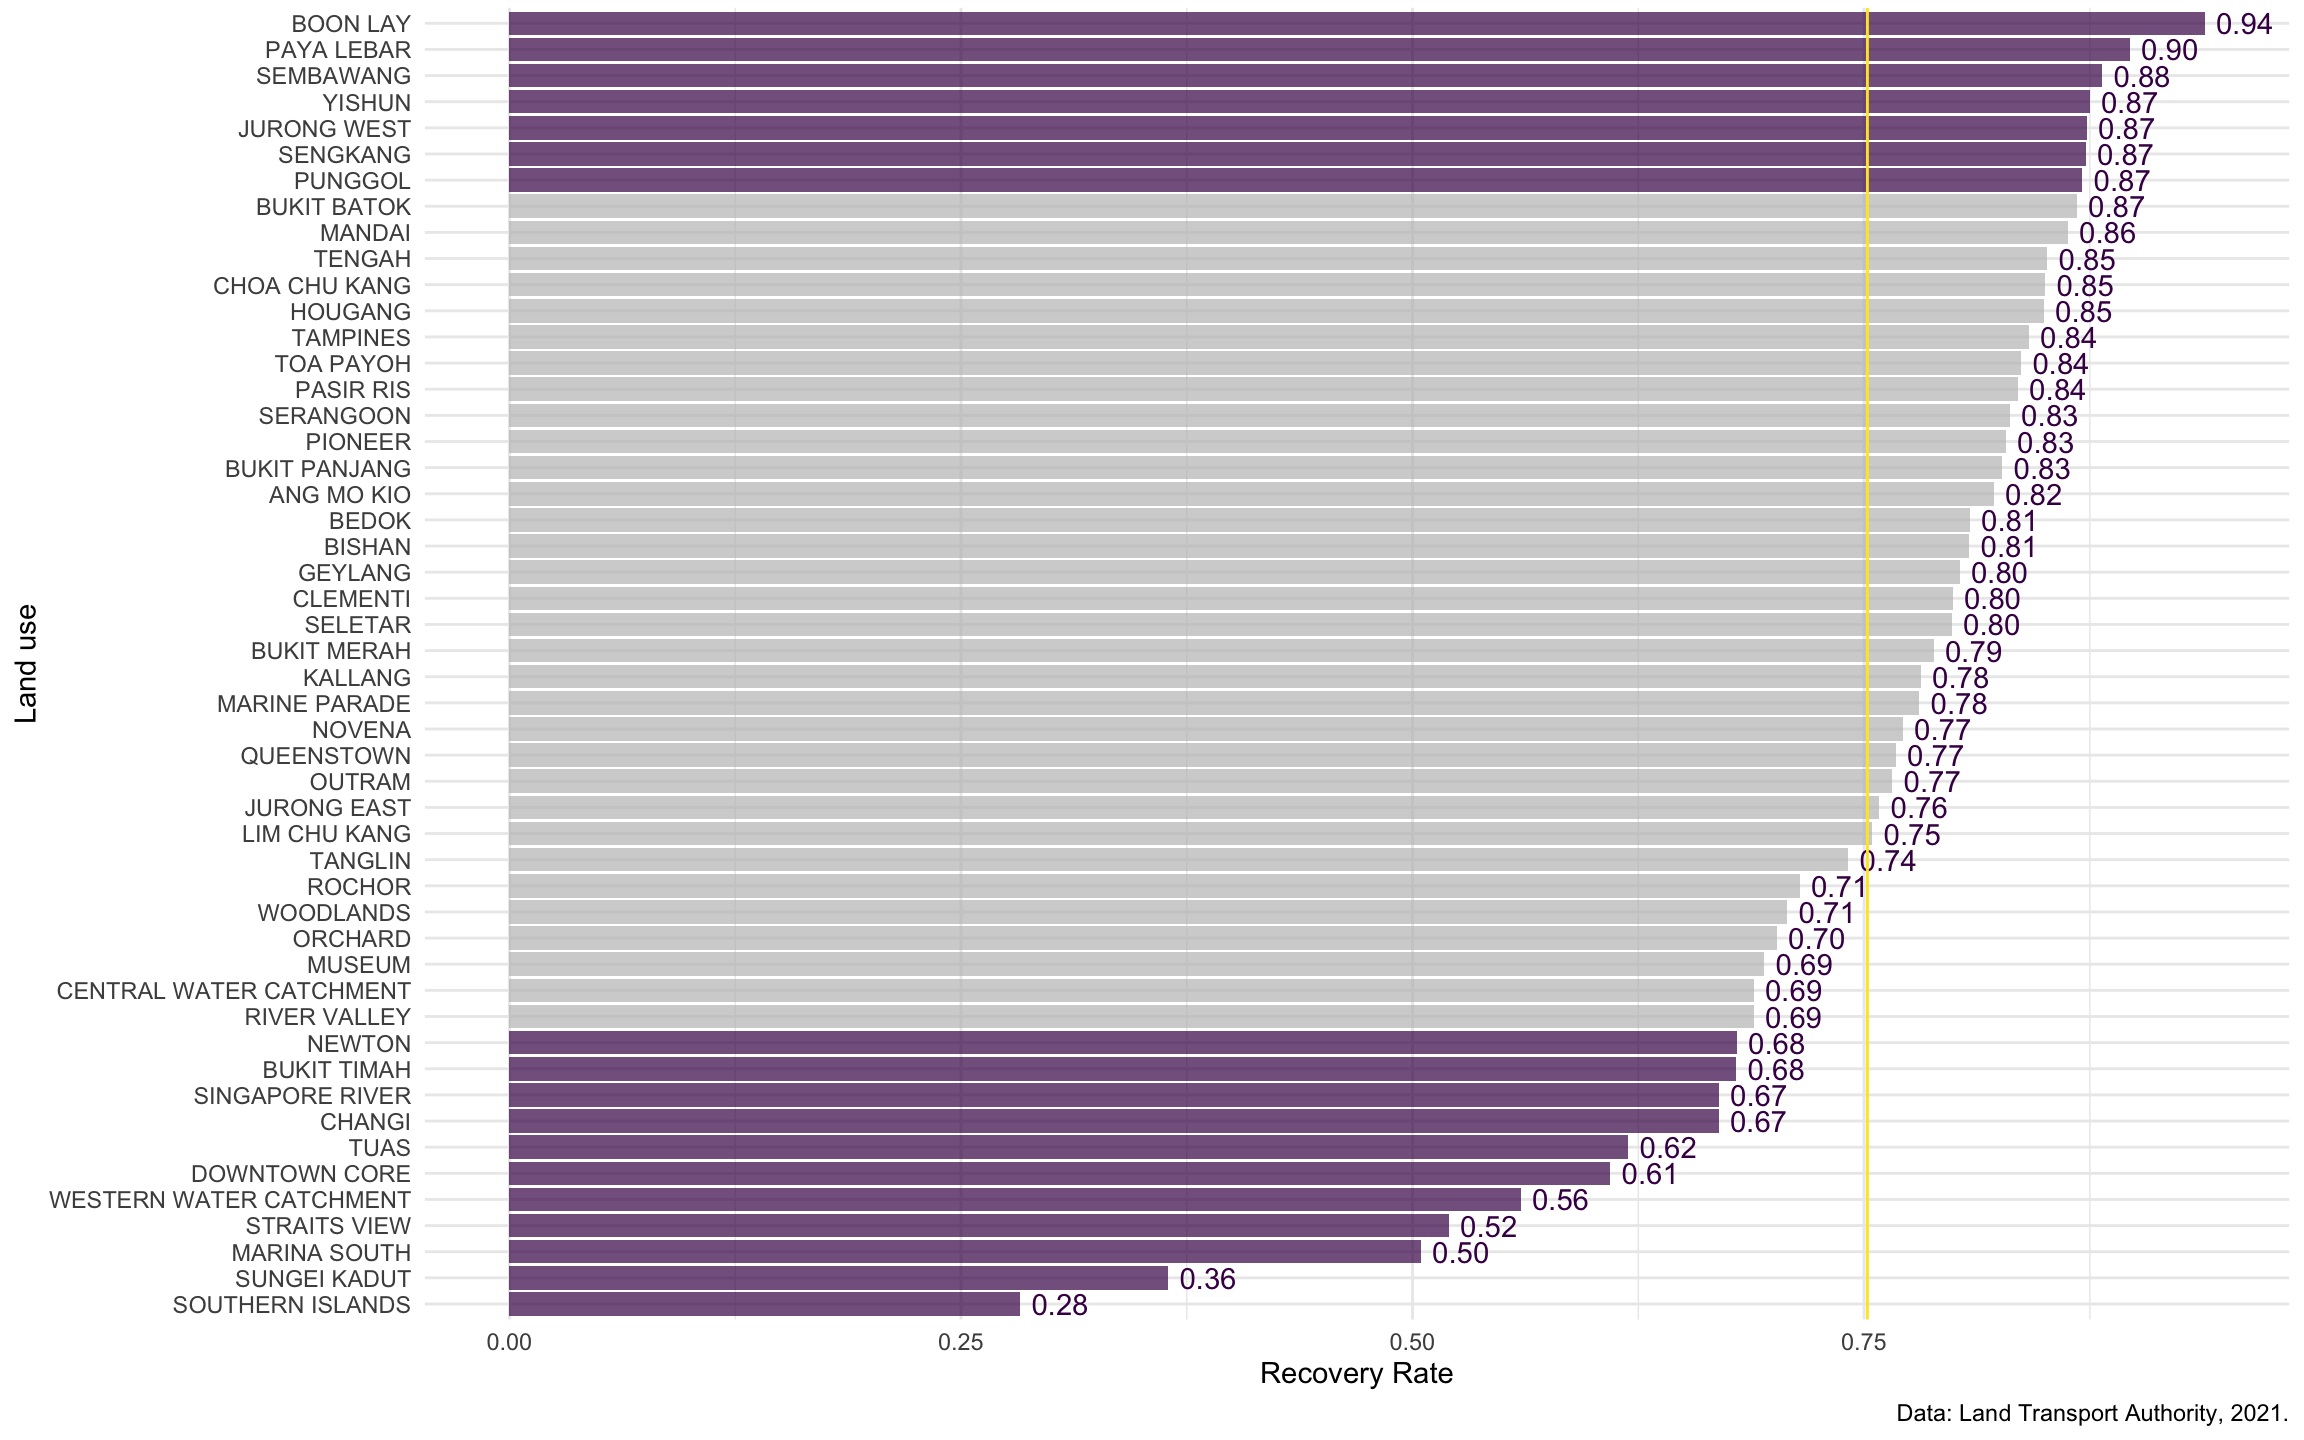 BOON LAY 0.94
PAYA LEBAR 0.90
SEMBAWANG 0.88
YISHUN 0.87
JURONG WEST 0.87
SENGKANG 0.87
PUNGGOL 0.87
BUKIT BATOK 0.87
MANDAI 0.86
TENGAH 0.85
CHOA CHU KANG 0.85
HOUGANG 0.85
TAMPINES 0.84
TOA PAYOH 0.84
PASIR RIS 0.84
SERANGOON 0.83
PIONEER 0.83
BUKIT PANJANG 0.83
ANG MO KIO 0.82
BEDOK 0.81
BISHAN 0.81
GEYLANG 0.80
CLEMENTI 0.80
SELETAR 0.80
BUKIT MERAH 0.79
KALLANG 0.78
MARINE PARADE 0.78
NOVENA 0.77
QUEENSTOWN 0.77
OUTRAM 0.77
JURONG EAST 0.76
LIM CHU KANG 0.75
TANGLIN 0.74
ROCHOR 0.71
WOODLANDS 0.71
ORCHARD 0.70
MUSEUM 0.69
CENTRAL WATER CATCHMENT 0.69
RIVER VALLEY 0.69
NEWTON 0.68
BUKIT TIMAH 0.68
SINGAPORE RIVER 0.67
CHANGI 0.67
TUAS 0.62
DOWNTOWN CORE 0.61
WESTERN WATER CATCHMENT 0.56
STRAITS VIEW 0.52
MARINA SOUTH 0.50
SUNGEI KADUT 0.36
SOUTHERN ISLANDS 0.28
Land use
0.00 0.25 0.50 0.75
Recovery Rate
Data: Land Transport Authority, 2021.